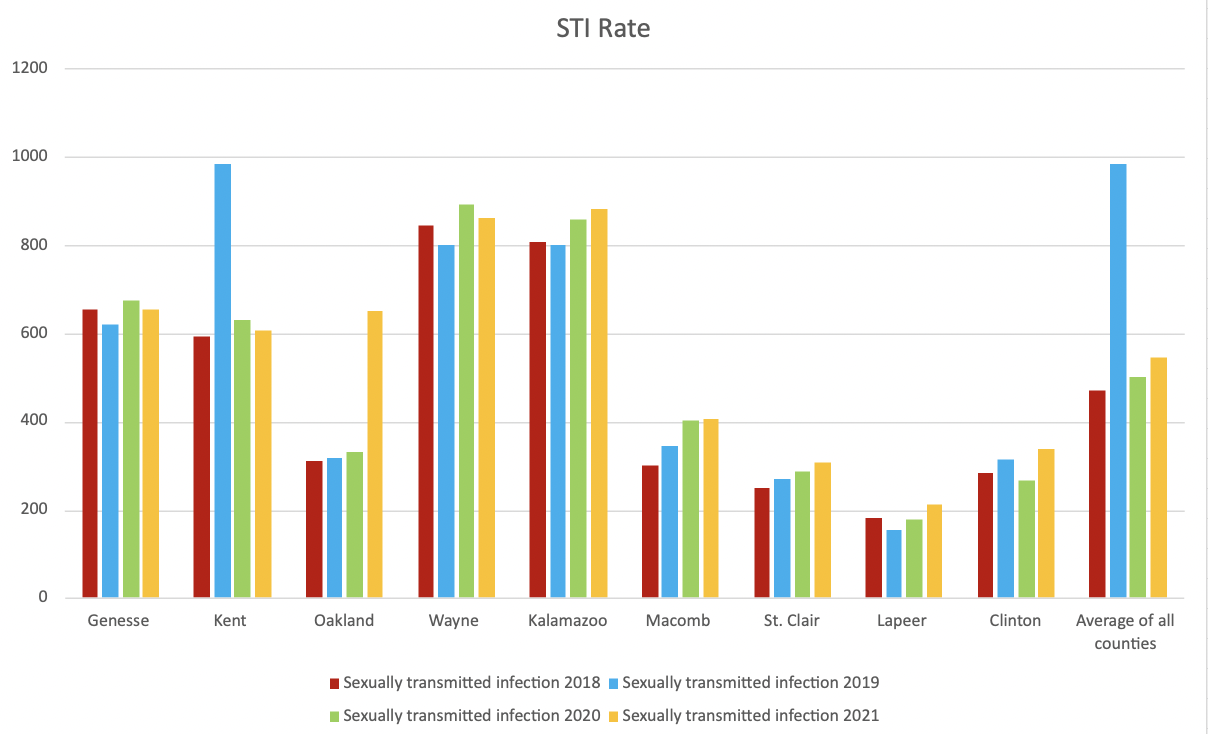 STI Rate
1200
1000
800
600
400
200
0
Genesse Kent Oakland Wayne Kalamazoo Macomb St. Clair Lapeer Clinton Average of all
counties
Sexually transmitted infection 2018 Sexually transmitted infection 2019
Sexually transmitted infection 2020 Sexually transmitted infection 2021